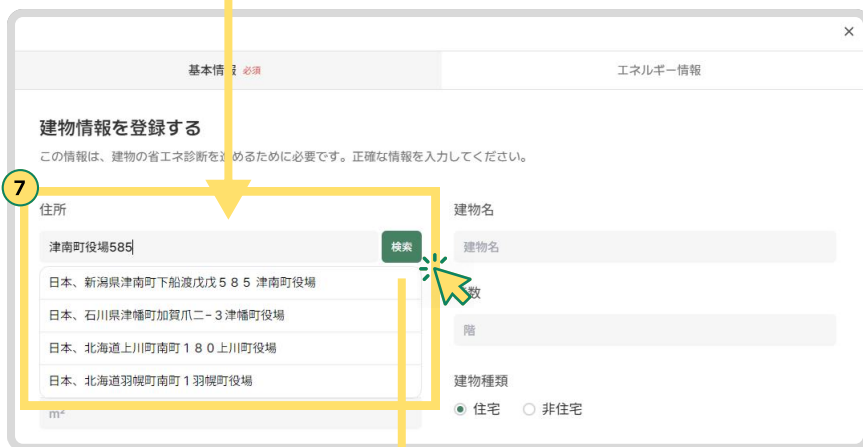 ×
基本情報 必須
エネルギー情報
建物情報を登録する
この情報は、建物の省エネ診断を進めるために必要です。正確な情報を入力してください。
7
住所
津南町役場585
検索
日本、新潟県津南町下船渡戊戊585 津南町役場
日本、石川県津幡町加賀爪ニ−3津幡町役場
日本、北海道上川町南町180上川町役場
日本、北海道羽幌町南町1羽幌町役場
m²
建物名
建物名
数
階
建物種類
住宅
非住宅